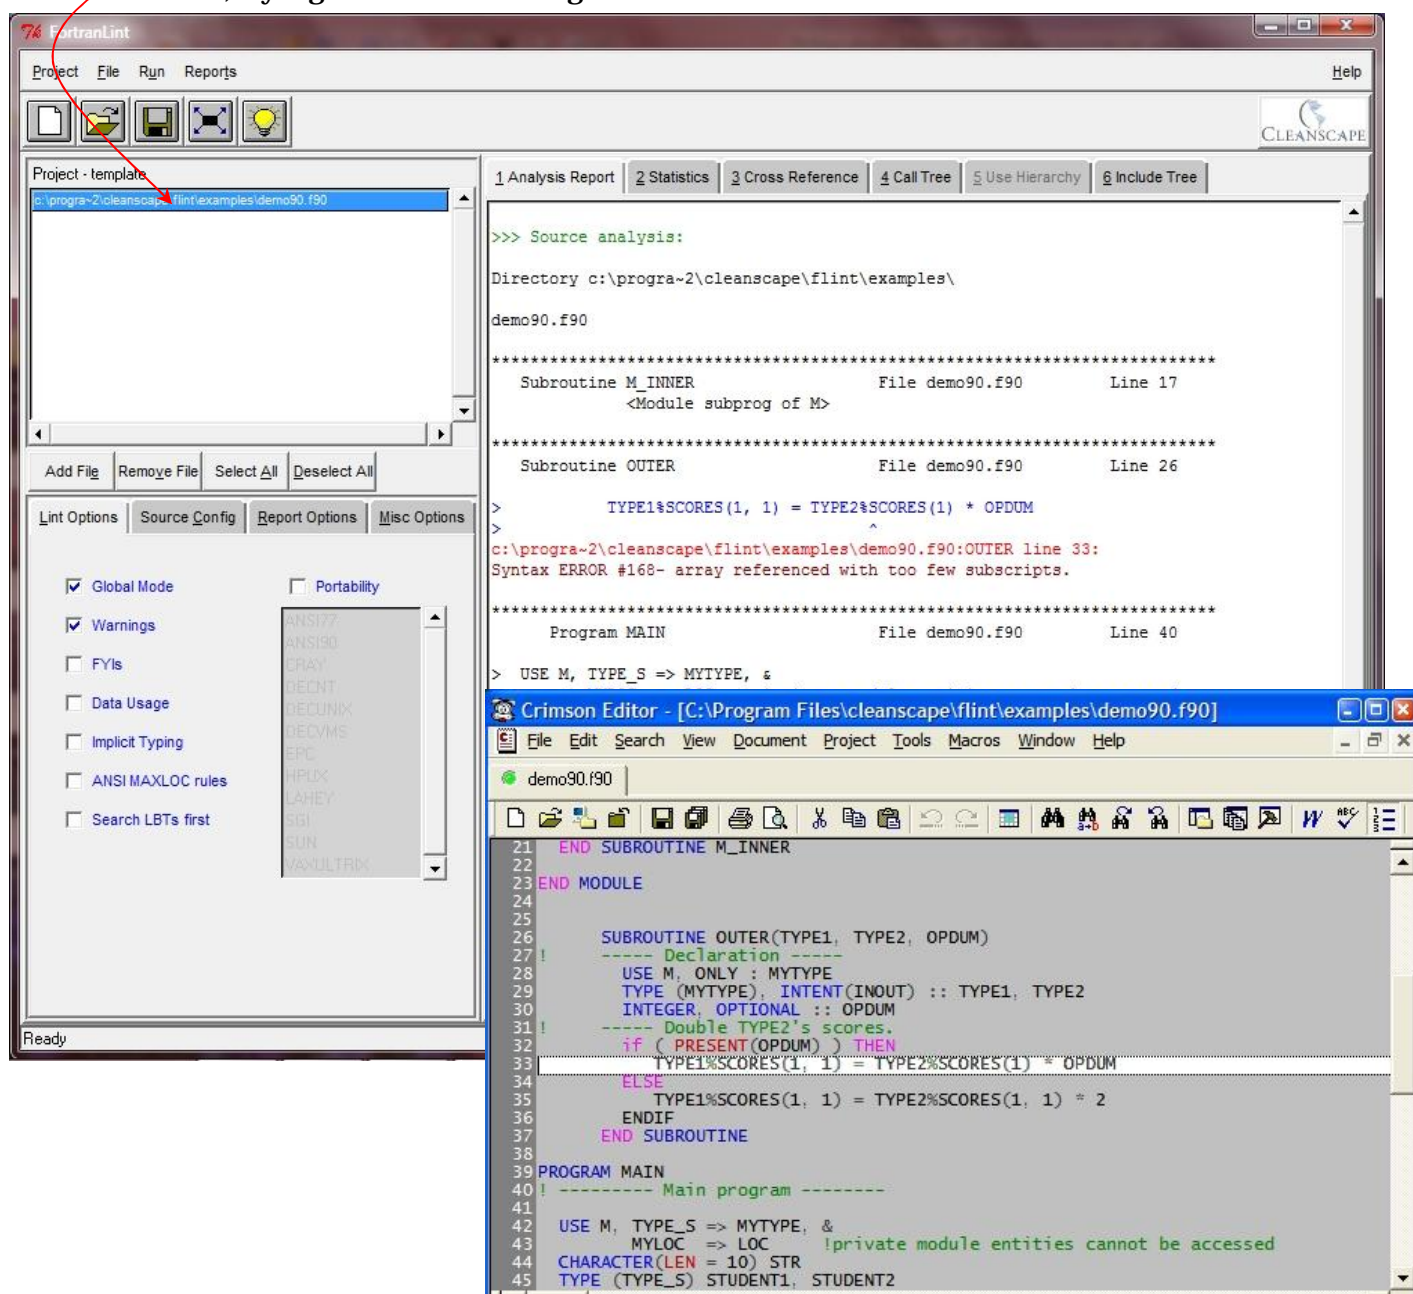 FortranLint
Project File Run Reports Help
CLEANSCAPE
Project - template
c:\progra~2\cleanscape\flint\examples\demo90.f90
Add File Remove File Select All Deselect All
Lint Options Source Config Report Options Misc Options
Global Mode
Warnings
FYIs
Data Usage
Implicit Typing
ANSI MAXLOC rules
Search LBTs first
Portability
ANSI77
ANSI90
CRAY
DECNT
DECUNIX
DECVMS
EPC
HPUX
LAHEY
SGI
SUN
VAXULTRIX
Ready
1 Analysis Report 2 Statistics 3 Cross Reference 4 Call Tree 5 Use Hierarchy 6 Include Tree
>>> Source analysis:
Directory c:\progra~2\cleanscape\flint\examples\
demo90.f90
***************************************************************************
Subroutine M_INNER File demo90.f90 Line 17
<Module subprog of M>
***************************************************************************
Subroutine OUTER File demo90.f90 Line 26
> TYPE1%SCORES(1, 1) = TYPE2%SCORES(1) * OPDUM
> ^
c:\progra~2\cleanscape\flint\examples\demo90.f90:OUTER line 33:
Syntax ERROR #168- array referenced with too few subscripts.
***************************************************************************
Program MAIN File demo90.f90 Line 40
> USE M, TYPE_S => MYTYPE, &
Crimson Editor - [C:\Program Files\cleanscape\flint\examples\demo90.f90]
File Edit Search View Document Project Tools Macros Window Help
demo90.f90
21 END SUBROUTINE M_INNER
22
23 END MODULE
24
25
26 SUBROUTINE OUTER(TYPE1, TYPE2, OPDUM)
27 ! ----- Declaration -----
28 USE M, ONLY : MYTYPE
29 TYPE (MYTYPE), INTENT(INOUT) :: TYPE1, TYPE2
30 INTEGER, OPTIONAL :: OPDUM
31 ! ----- Double TYPE2's scores.
32 if ( PRESENT(OPDUM) ) THEN
33 TYPE1%SCORES(1, 1) = TYPE2%SCORES(1) * OPDUM
34 ELSE
35 TYPE1%SCORES(1, 1) = TYPE2%SCORES(1, 1) * 2
36 ENDIF
37 END SUBROUTINE
38
39 PROGRAM MAIN
40 ! --------- Main program --------
41
42 USE M, TYPE_S => MYTYPE, &
43 MYLOC => LOC !private module entities cannot be accessed
44 CHARACTER(LEN = 10) STR
45 TYPE (TYPE_S) STUDENT1, STUDENT2